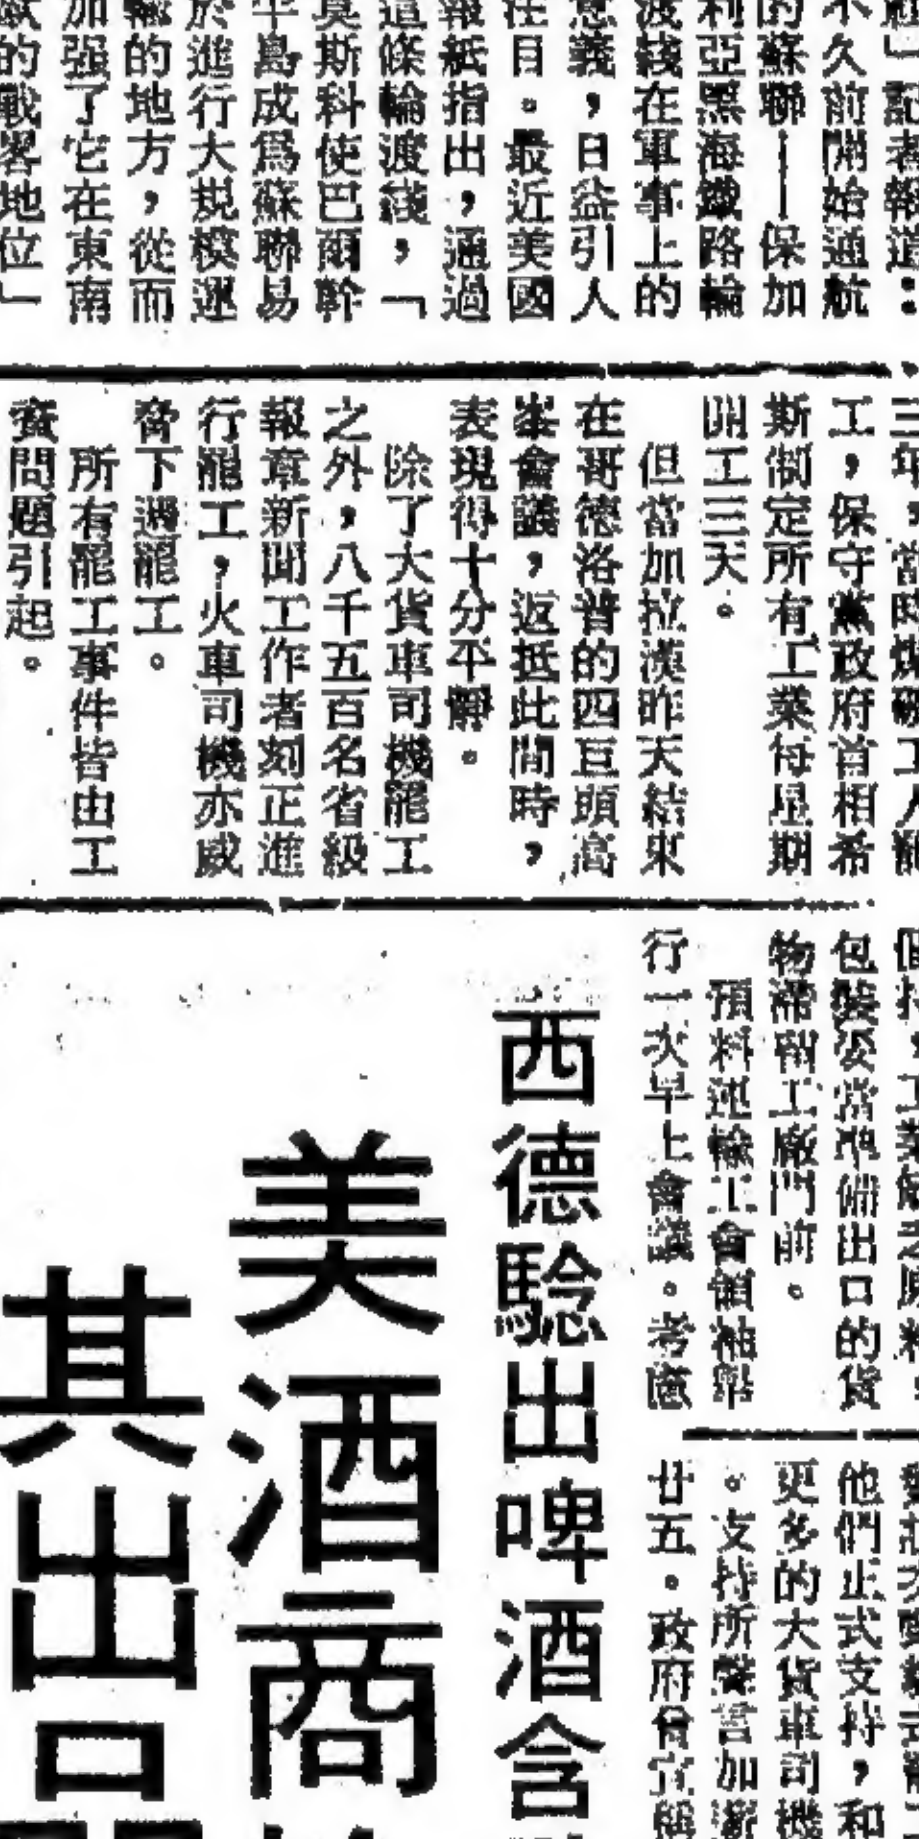 不久前開始通航
的蘇聯——保加
利亞黑海鐵路輪
渡綫在軍事上的
意義，日益引人
注目。最近美國
報紙指出，通過
這條輪渡綫，「
莫斯科使巴爾幹
半島成爲蘇聯易
於進行大規模運
輸的地方，從而
加强了它在東南
歐的戰畧地位」
工，保守黨政府首相希
斯制定所有工業每星期
開工三天。
但當加拉漢昨天結束
在哥德洛普的四巨頭高
峯會議，返抵此間時，
表現得十分平靜。
除了大貨車司機罷工
之外，八千五百名省級
報章新聞工作者刻正進
行罷工，火車司機亦威
脅下週罷工。
所有罷工事件皆由工
資問題引起。
包裝妥當準備出口的貨
物滯留工廠門前。
預料運輸工會領袖舉
行一次早上會議。考慮
他們正式支持，和
更多的大貨車司機
。支持所聲言加薪
廿五。政府曾宣
西德騐出啤酒含
美酒商
其出口